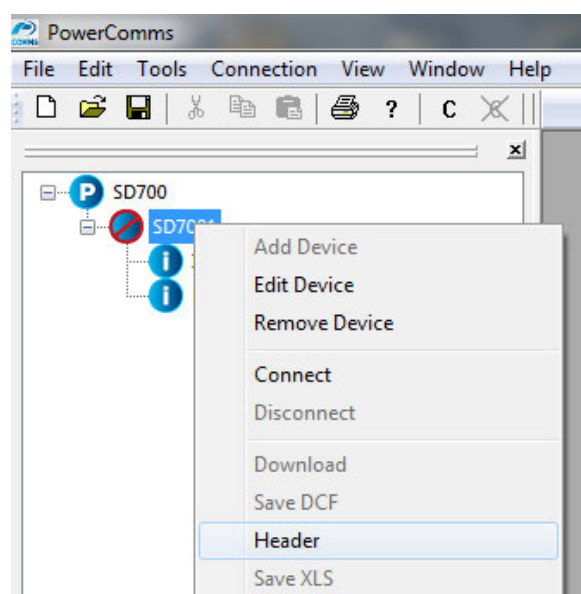 PowerComms
File Edit Tools Connection View Window Help
? C
SD700
Add Device
Edit Device
Remove Device
Connect
Disconnect
Download
Save DCF
Header
Save XLS